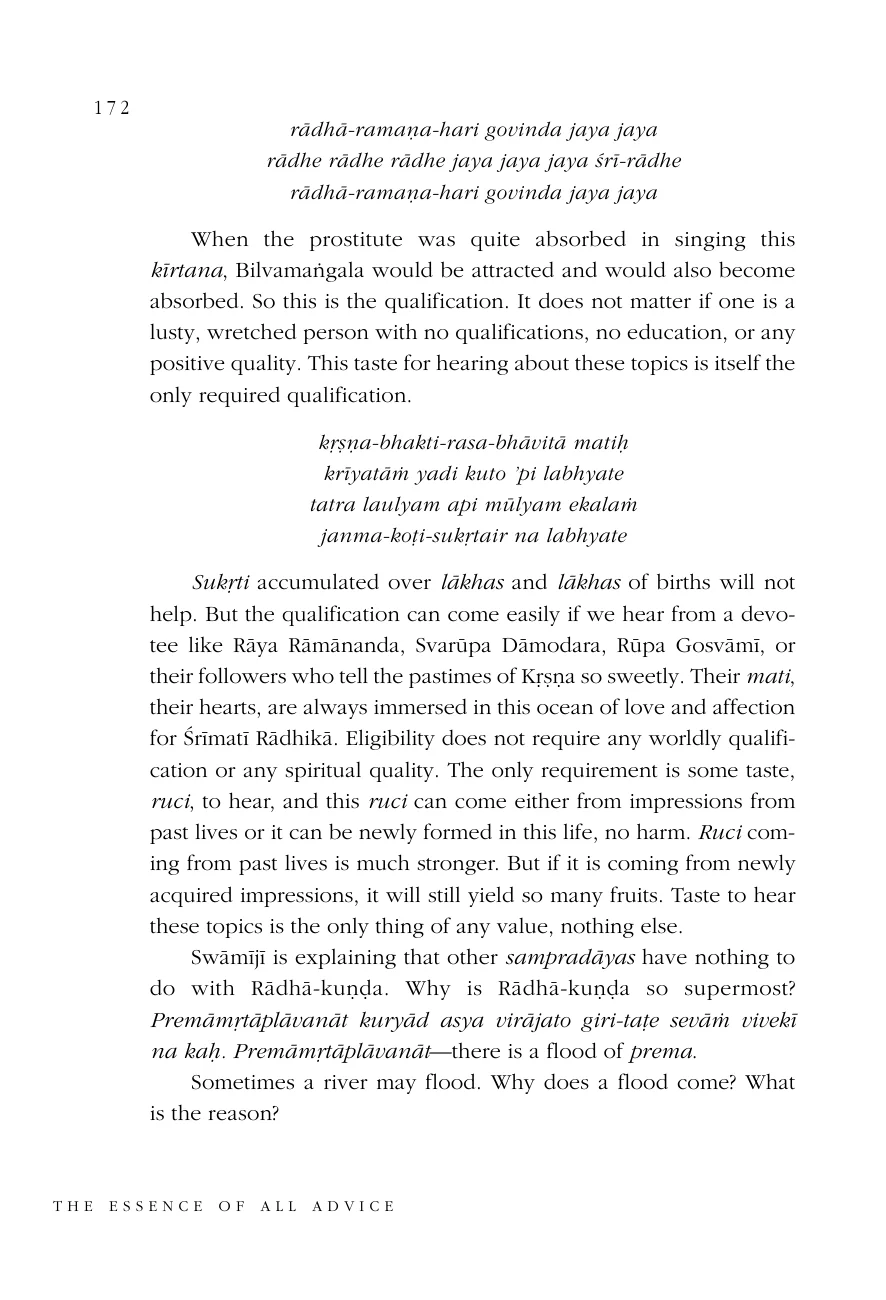 172
rādhā-ramaṇa-hari govinda jaya jaya
rādhe rādhe rādhe jaya jaya jaya śrī-rādhe
rādhā-ramaṇa-hari govinda jaya jaya
When the prostitute was quite absorbed in singing this
kīrtana, Bilvamaṅgala would be attracted and would also become
absorbed. So this is the qualification. It does not matter if one is a
lusty, wretched person with no qualifications, no education, or any
positive quality. This taste for hearing about these topics is itself the
only required qualification.
kṛṣṇa-bhakti-rasa-bhāvitā matiḥ
krīyatāṁ yadi kuto ’pi labhyate
tatra laulyam api mūlyam ekalaṁ
janma-koṭi-sukṛtair na labhyate
Sukṛti accumulated over lākhas and lākhas of births will not
help. But the qualification can come easily if we hear from a devo-
tee like Rāya Rāmānanda, Svarūpa Dāmodara, Rūpa Gosvāmī, or
their followers who tell the pastimes of Kṛṣṇa so sweetly. Their mati,
their hearts, are always immersed in this ocean of love and affection
for Śrīmatī Rādhikā. Eligibility does not require any worldly qualifi-
cation or any spiritual quality. The only requirement is some taste,
ruci, to hear, and this ruci can come either from impressions from
past lives or it can be newly formed in this life, no harm. Ruci com-
ing from past lives is much stronger. But if it is coming from newly
acquired impressions, it will still yield so many fruits. Taste to hear
these topics is the only thing of any value, nothing else.
Swāmījī is explaining that other sampradāyas have nothing to
do with Rādhā-kuṇḍa. Why is Rādhā-kuṇḍa so supermost?
Premāmṛtāplāvanāt kuryād asya virājato giri-taṭe sevāṁ vivekī
na kaḥ. Premāmṛtāplāvanāt—there is a flood of prema.
Sometimes a river may flood. Why does a flood come? What
is the reason?
THE ESSENCE OF ALL ADVICE